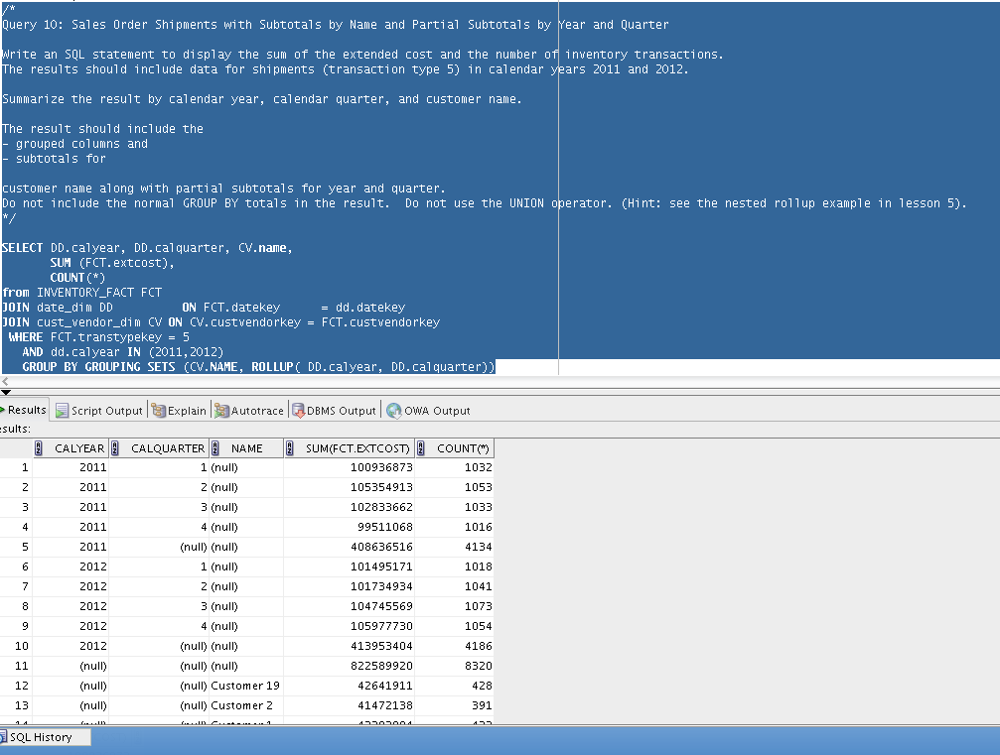 /*
Query 10: Sales Order Shipments with Subtotals by Name and Partial Subtotals by Year and Quarter
Write an SQL statement to display the sum of the extended cost and the number of inventory transactions.
The results should include data for shipments (transaction type 5) in calendar years 2011 and 2012.
Summarize the result by calendar year, calendar quarter, and customer name.
The result should include the
- grouped columns and
- subtotals for
customer name along with partial subtotals for year and quarter.
Do not include the normal GROUP BY totals in the result.  Do not use the UNION operator. (Hint: see the nested rollup example in lesson 5).
*/
SELECT DD.calyear, DD.calquarter, CV.name,
SUM (FCT.extcost),
COUNT(*)
from INVENTORY_FACT FCT
JOIN date_dim DD ON FCT.datekey = dd.datekey
JOIN cust_vendor_dim CV ON CV.custvendorkey = FCT.custvendorkey
WHERE FCT.transtypekey = 5
AND dd.calyear IN (2011,2012)
GROUP BY GROUPING SETS (CV.NAME, ROLLUP( DD.calyear, DD.calquarter))
Results Script Output Explain Autotrace DBMS Output OWA Output
esults:
CALYEAR CALQUARTER NAME SUM(FCT.EXTCOST) COUNT(*)
1 2011 1 (null) 100936873 1032
2 2011 2 (null) 105354913 1053
3 2011 3 (null) 102833662 1033
4 2011 4 (null) 99511068 1016
5 2011 (null) (null) 408636516 4134
6 2012 1 (null) 101495171 1018
7 2012 2 (null) 101734934 1041
8 2012 3 (null) 104745569 1073
9 2012 4 (null) 105977730 1054
10 2012 (null) (null) 413953404 4186
11 (null) (null) (null) 822589920 8320
12 (null) (null) Customer 19 42641911 428
13 (null) (null) Customer 2 41472138 391
SQL History